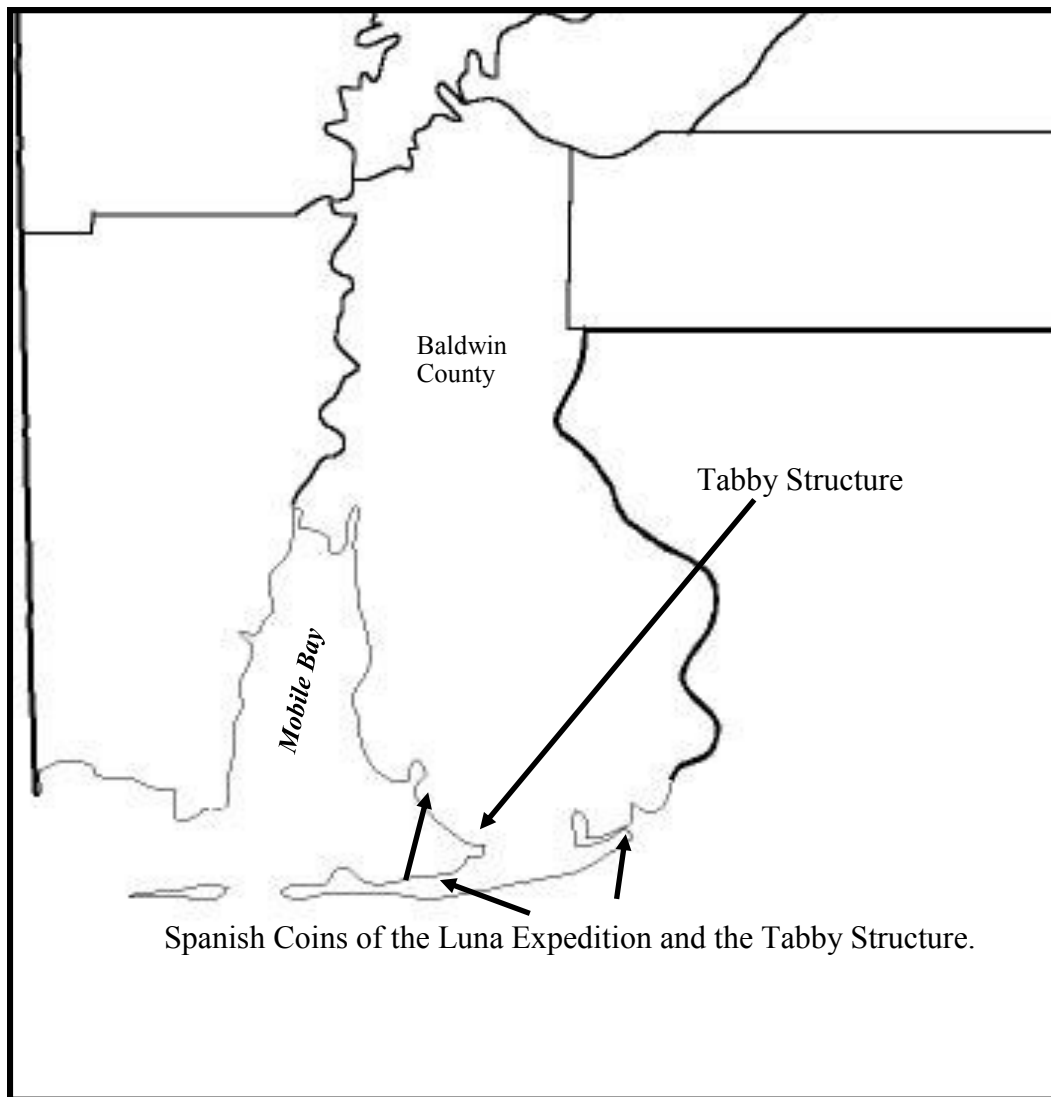 Baldwin
County
Tabby Structure
Mobile Bay
Spanish Coins of the Luna Expedition and the Tabby Structure.